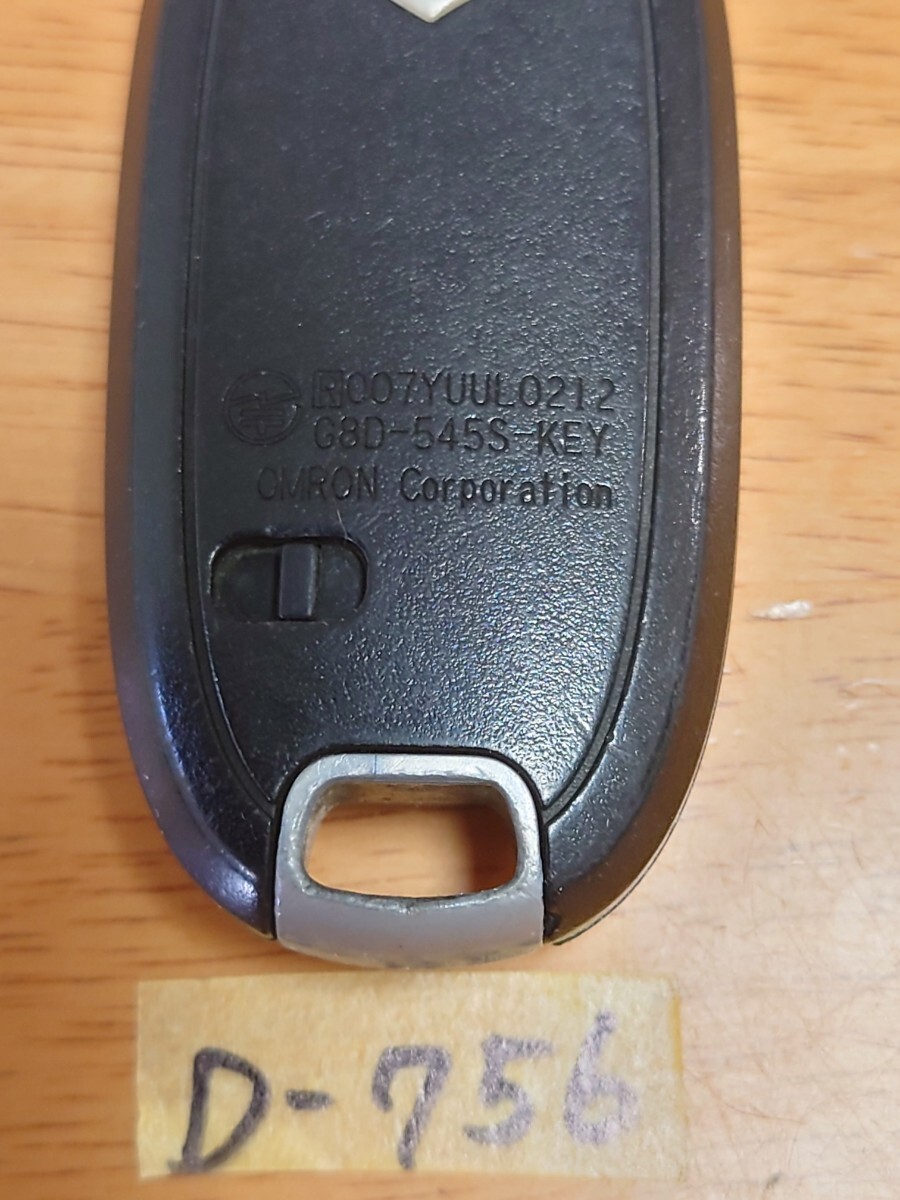 R007YUUL0212
G8D-545S-KEY
OMRON Corporation
D-756